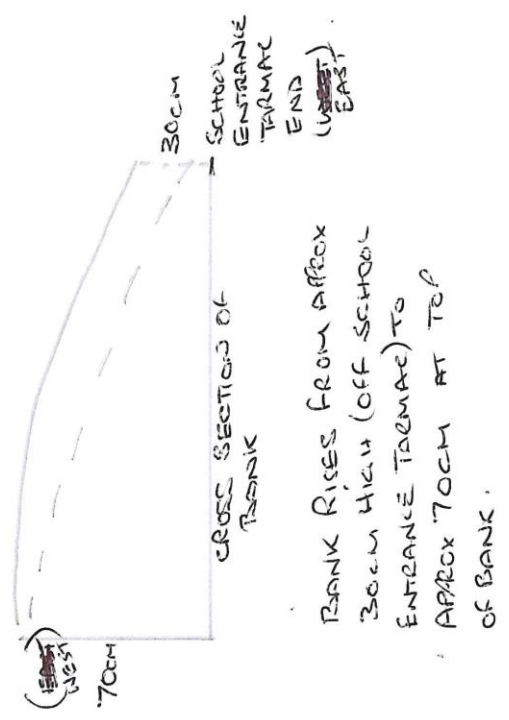 (WEST
70CM
30CM
SCHOOL
ENTRANCE
TARMAC
END
EAST)
CROSS SECTION OF
BANK
BANK RISES FROM APPROX
30CM HIGH (OFF SCHOOL
ENTRANCE TARMAC) TO
APPROX 70CM AT TOP
OF BANK.